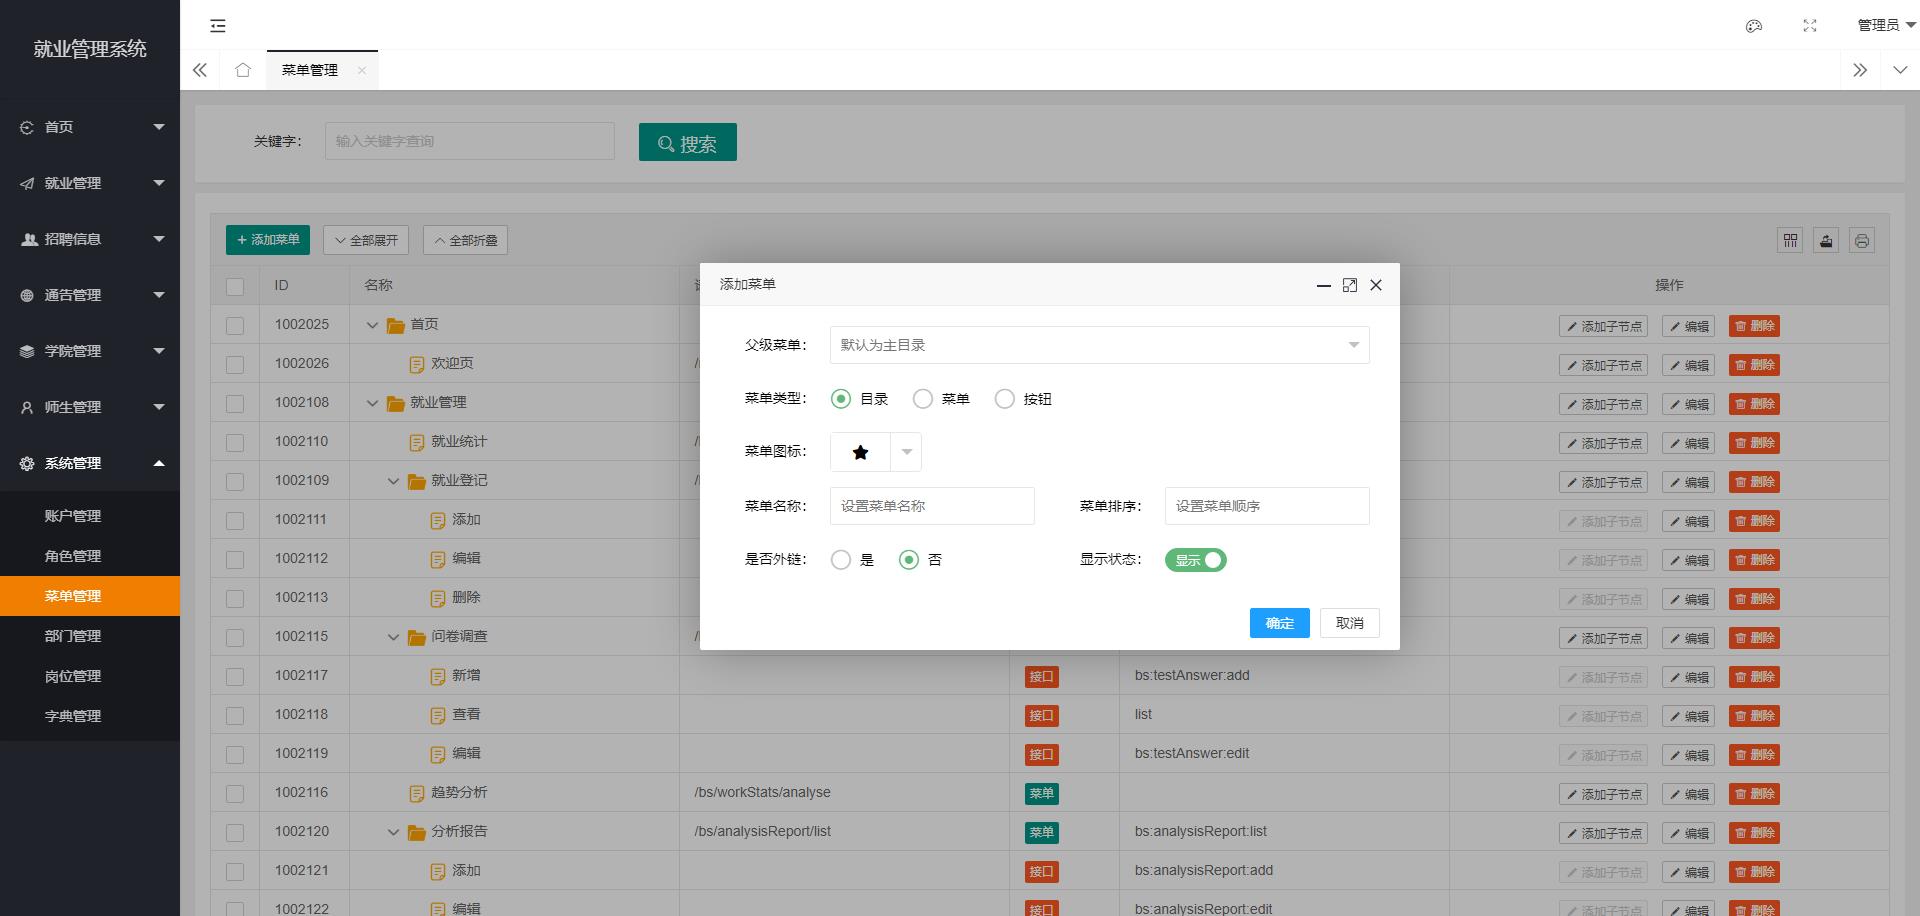 就业管理系统
管理员
菜单管理
首页
就业管理
招聘信息
通告管理
学院管理
师生管理
系统管理
账户管理
角色管理
菜单管理
部门管理
岗位管理
字典管理
关键字：
输入关键字查询
搜索
添加菜单
全部展开
全部折叠
ID 名称 操作
1002025 首页 添加子节点 编辑 删除
1002026 欢迎页 / 添加子节点 编辑 删除
1002108 就业管理 添加子节点 编辑 删除
1002110 就业统计 / 添加子节点 编辑 删除
1002109 就业登记 / 添加子节点 编辑 删除
1002111 添加 添加子节点 编辑 删除
1002112 编辑 添加子节点 编辑 删除
1002113 删除 添加子节点 编辑 删除
1002115 问卷调查 / 添加子节点 编辑 删除
1002117 新增 接口 bs:testAnswer:add 添加子节点 编辑 删除
1002118 查看 接口 list 添加子节点 编辑 删除
1002119 编辑 接口 bs:testAnswer:edit 添加子节点 编辑 删除
1002116 趋势分析 /bs/workStats/analyse 菜单 添加子节点 编辑 删除
1002120 分析报告 /bs/analysisReport/list 菜单 bs:analysisReport:list 添加子节点 编辑 删除
1002121 添加 接口 bs:analysisReport:add 添加子节点 编辑 删除
1002122 编辑 接口 bs:analysisReport:edit 添加子节点 编辑 删除
添加菜单
父级菜单： 默认为主目录
菜单类型： 目录 菜单 按钮
菜单图标：
菜单名称： 设置菜单名称 菜单排序： 设置菜单顺序
是否外链： 是 否 显示状态： 显示
确定 取消